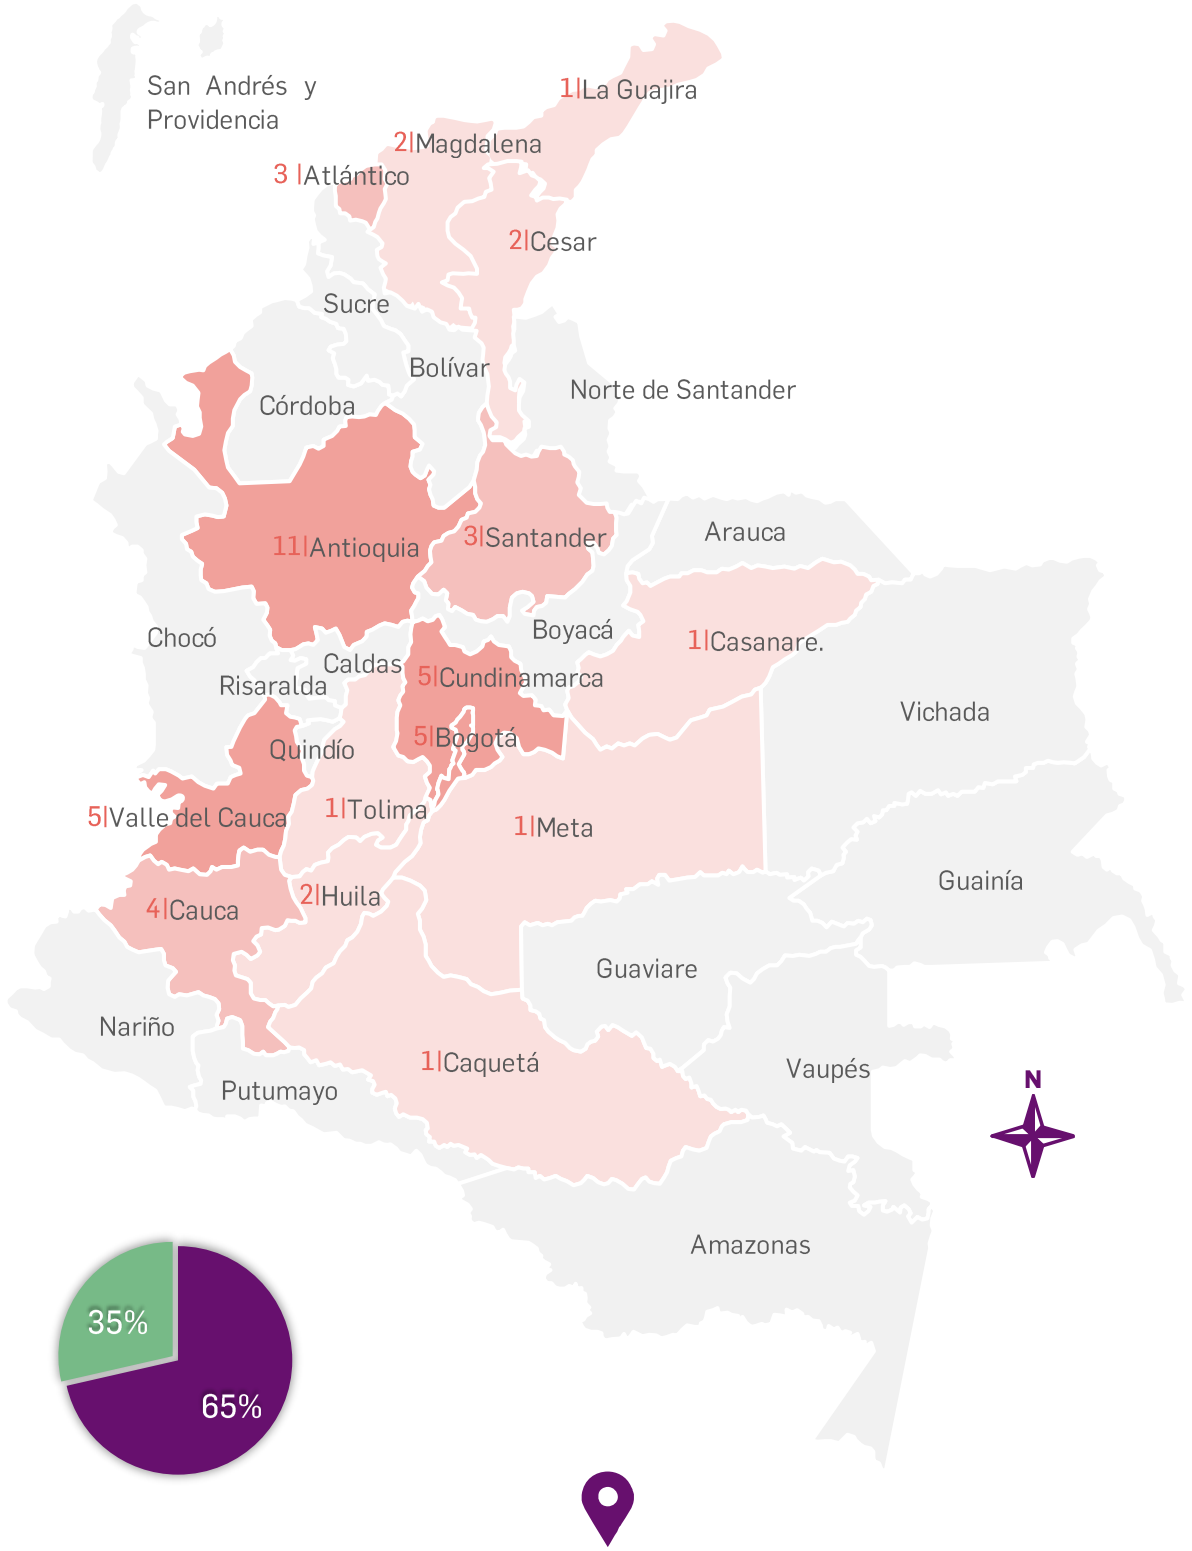 San Andrés y
Providencia
1|La Guajira
2|Magdalena
3 |Atlántico
2|Cesar
Sucre
Bolívar
Norte de Santander
Córdoba
Arauca
3|Santander
11|Antioquia
Boyacá
Chocó
1|Casanare.
Caldas
5|Cundinamarca
Risaralda
Vichada
5|Bogotá
Quindío
1|Tolima
5|Valle del Cauca
1|Meta
Guainía
2|Huila
4|Cauca
Guaviare
Nariño
1|Caquetá
Vaupés
N
Putumayo
Amazonas
35%
65%